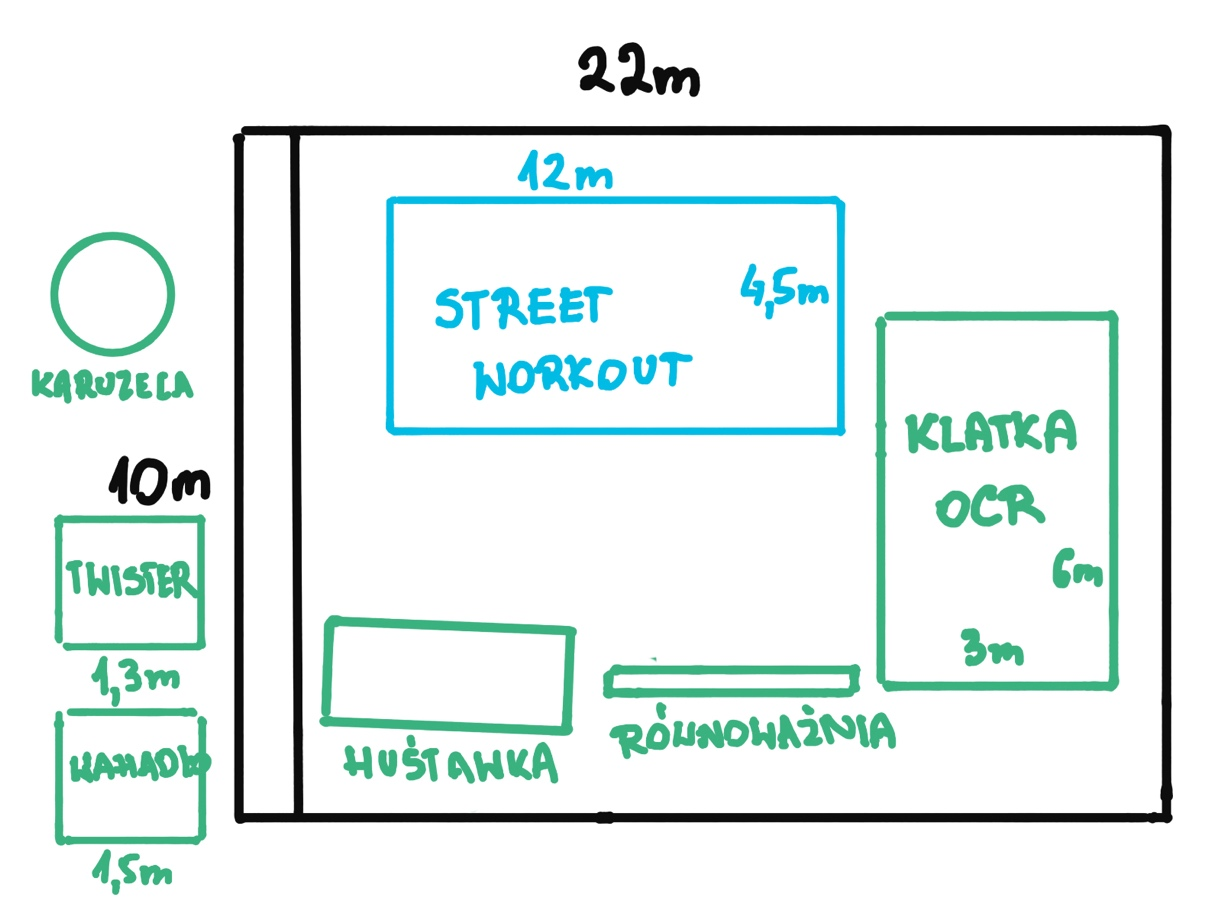 22m
12m
4,5m
STREET
WORKOUT
KARUZELA
KLATKA
OCR
10m
6m
TWISTER
3m
1,3m
RÓWNOWAŻNIA
HUŚTAWKA
WAHADŁO
1,5m